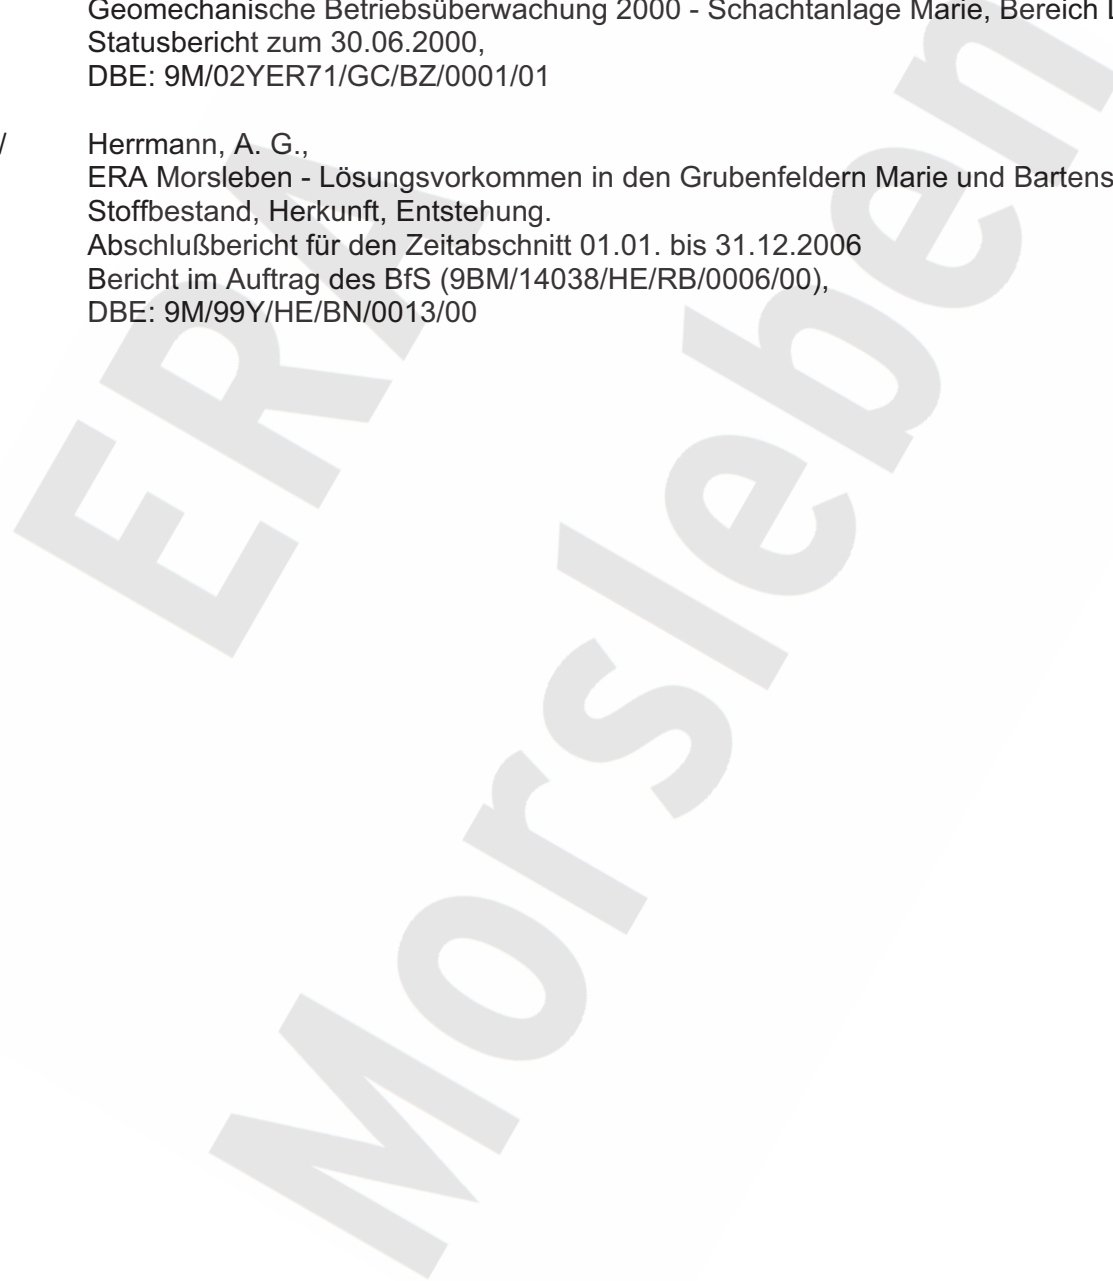 Geomechanische Betriebsüberwachung 2000 - Schachtanlage Marie, Bereich
Statusbericht zum 30.06.2000,
DBE: 9M/02YER71/GC/BZ/0001/01
/ Herrmann, A. G.,
ERA Morsleben - Lösungsvorkommen in den Grubenfeldern Marie und Bartens
Stoffbestand, Herkunft, Entstehung.
Abschlußbericht für den Zeitabschnitt 01.01. bis 31.12.2006
Bericht im Auftrag des BfS (9BM/14038/HE/RB/0006/00),
DBE: 9M/99Y/HE/BN/0013/00
ERA
Morsleben